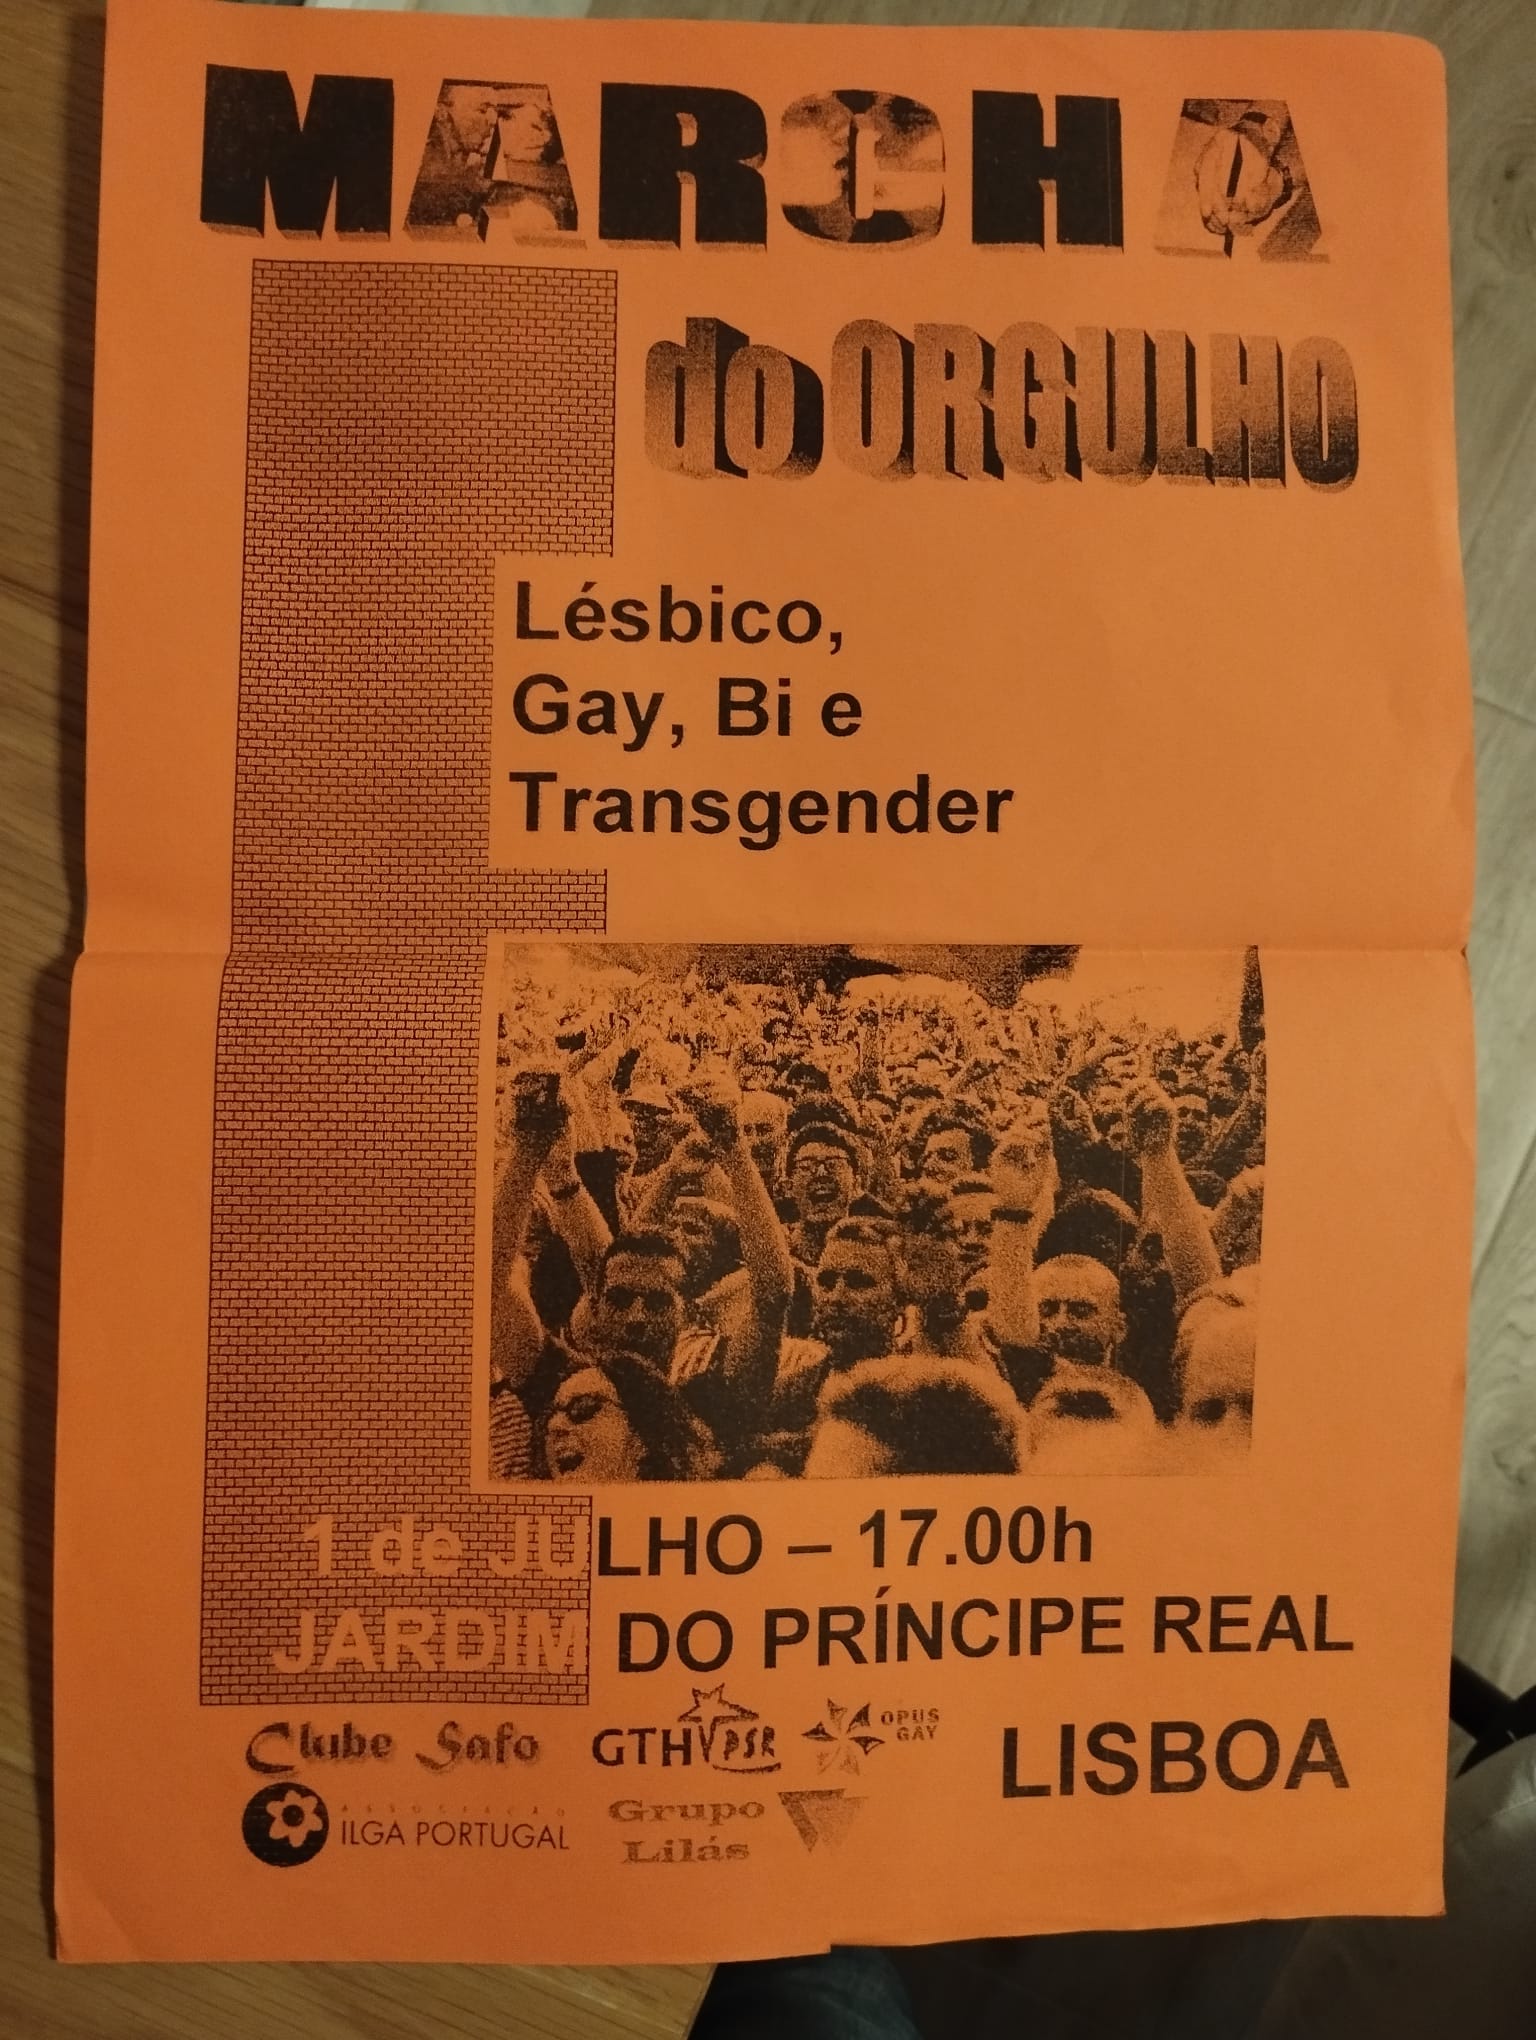 MARCHA
do ORGULHO
Lésbico,
Gay, Bi e
Transgender
1 de JULHO – 17.00h
JARDIM DO PRÍNCIPE REAL
LISBOA
Clube Safo
GTH PSR
OPUS
GAY
ASSOCIAÇÃO
ILGA PORTUGAL
Grupo
Lilás